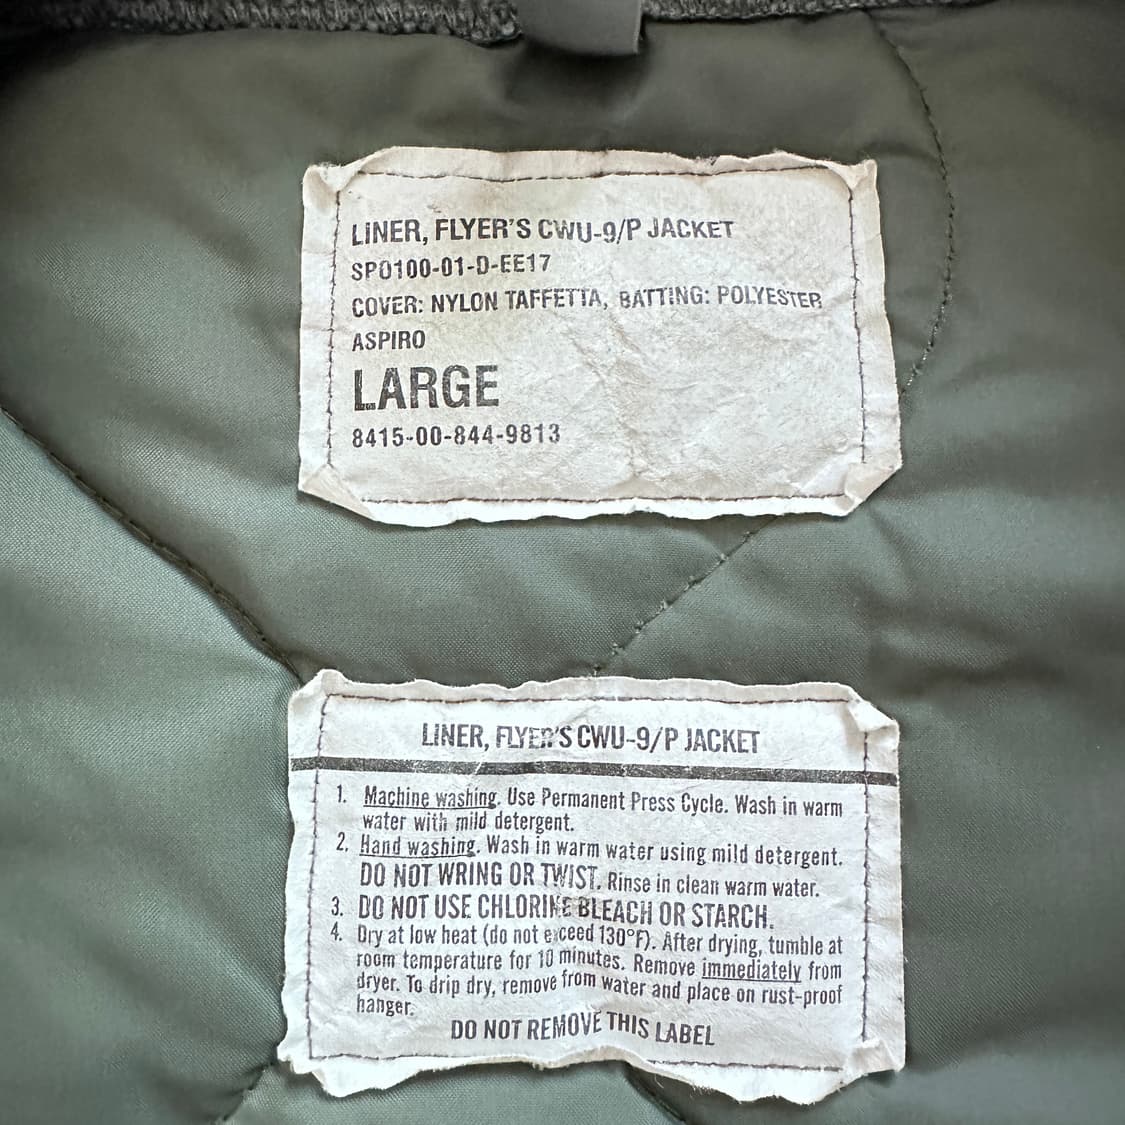 LINER, FLYER'S CWU-9/P JACKET
SP0100-01-D-EE17
COVER: NYLON TAFFETTA, BATTING: POLYESTER
ASPIRO
LARGE
8415-00-844-9813
LINER, FLYER'S CWU-9/P JACKET
1. Machine washing. Use Permanent Press Cycle. Wash in warm
water with mild detergent.
2. Hand washing. Wash in warm water using mild detergent.
DO NOT WRING OR TWIST. Rinse in clean warm water.
3. DO NOT USE CHLORINE BLEACH OR STARCH.
4. Dry at low heat (do not exceed 130°F). After drying, tumble at
room temperature for 10 minutes. Remove immediately from
dryer. To drip dry, remove from water and place on rust-proof
hanger.
DO NOT REMOVE THIS LABEL